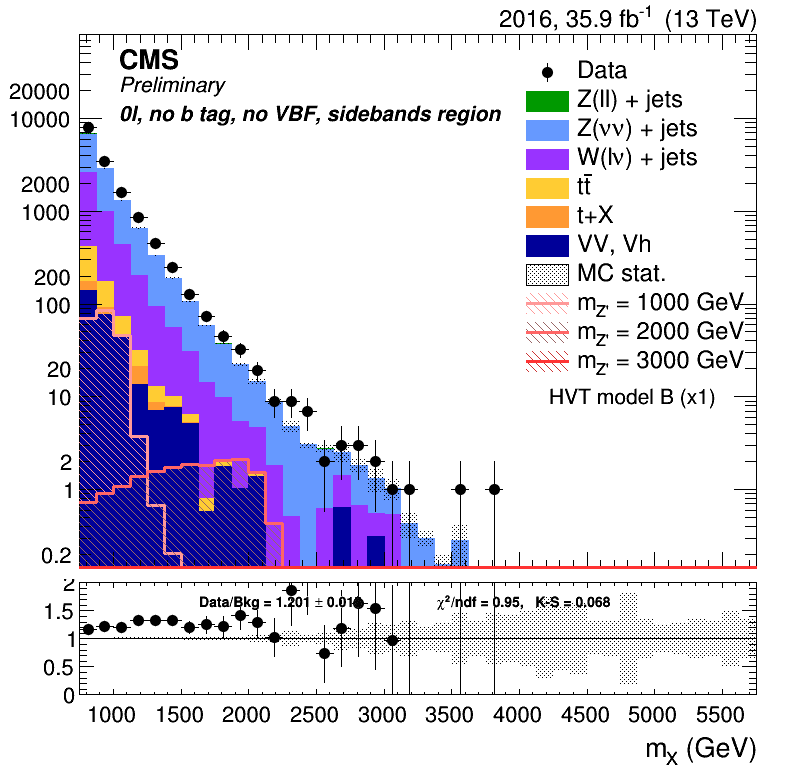 2016, 35.9 fb⁻¹ (13 TeV)
CMS
Preliminary
0l, no b tag, no VBF, sidebands region
Data
Z(ll) + jets
Z(νν) + jets
W(lν) + jets
tt̄
t+X
VV, Vh
MC stat.
m_Z' = 1000 GeV
m_Z' = 2000 GeV
m_Z' = 3000 GeV
HVT model B (x1)
20000
10000
2000
1000
200
100
20
10
2
1
0.2
2
1.5
1
0.5
0
Data/Bkg = 1.201 ± 0.01
χ²/ndf = 0.95, K-S = 0.068
1000 1500 2000 2500 3000 3500 4000 4500 5000 5500
m_X (GeV)